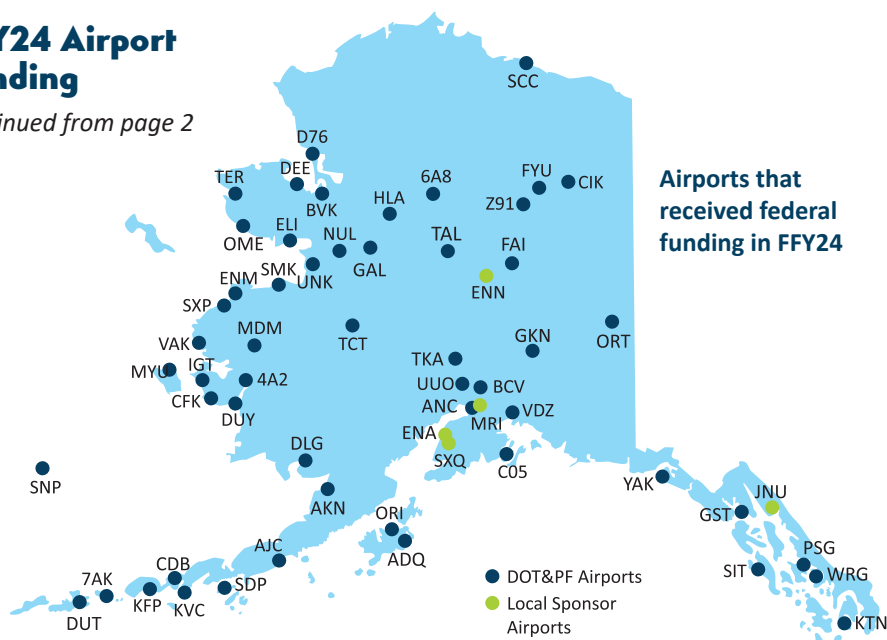 Y24 Airport
nding
inued from page 2
SCC
D76
DEE
TER
BVK
HLA
6A8
FYU
CIK
Z91
OME
ELI
NUL
GAL
TAL
FAI
UNK
SMK
ENM
ENN
SXP
MDM
TCT
VAK
MYU
IGT
4A2
CFK
DUY
TKA
GKN
ORT
UUO
BCV
ANC
MRI
VDZ
ENA
SXQ
C05
DLG
SNP
AKN
YAK
JNU
GST
ORI
ADQ
AJC
PSG
SIT
WRG
KTN
CDB
7AK
SDP
DUT
KFP
KVC
Airports that
received federal
funding in FFY24
DOT&PF Airports
Local Sponsor
Airports